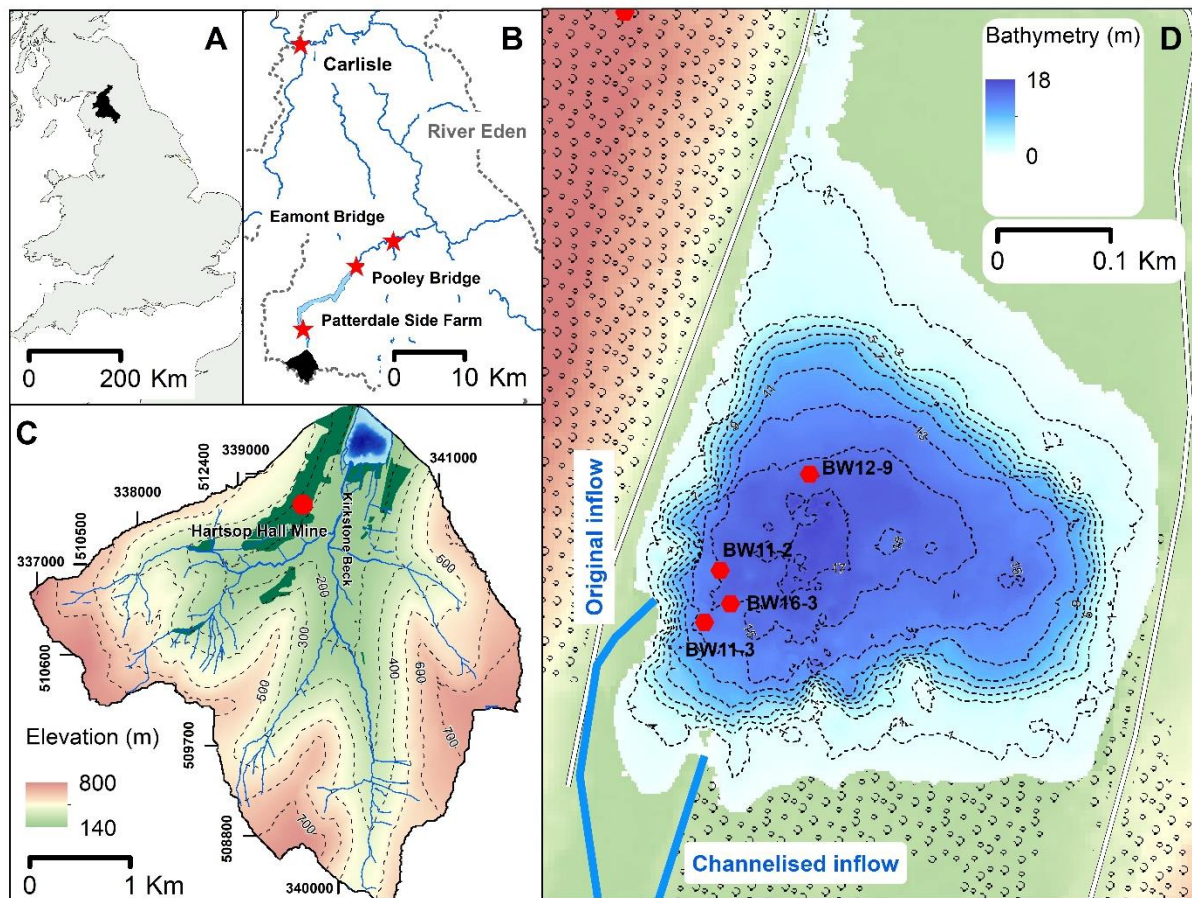 A
0
200 Km
B
Carlisle
River Eden
Eamont Bridge
Pooley Bridge
Patterdale Side Farm
0
10 Km
C
512400
339000
338000
510500
337000
341000
Hartsop Hall Mine
Kirkstone Beck
200
300
400
500
500
600
700
700
510600
509700
508800
340000
Elevation (m)
800
140
0
1 Km
D
Bathymetry (m)
18
0
0
0.1 Km
BW12-9
BW11-2
BW16-3
BW11-3
Original inflow
Channelised inflow